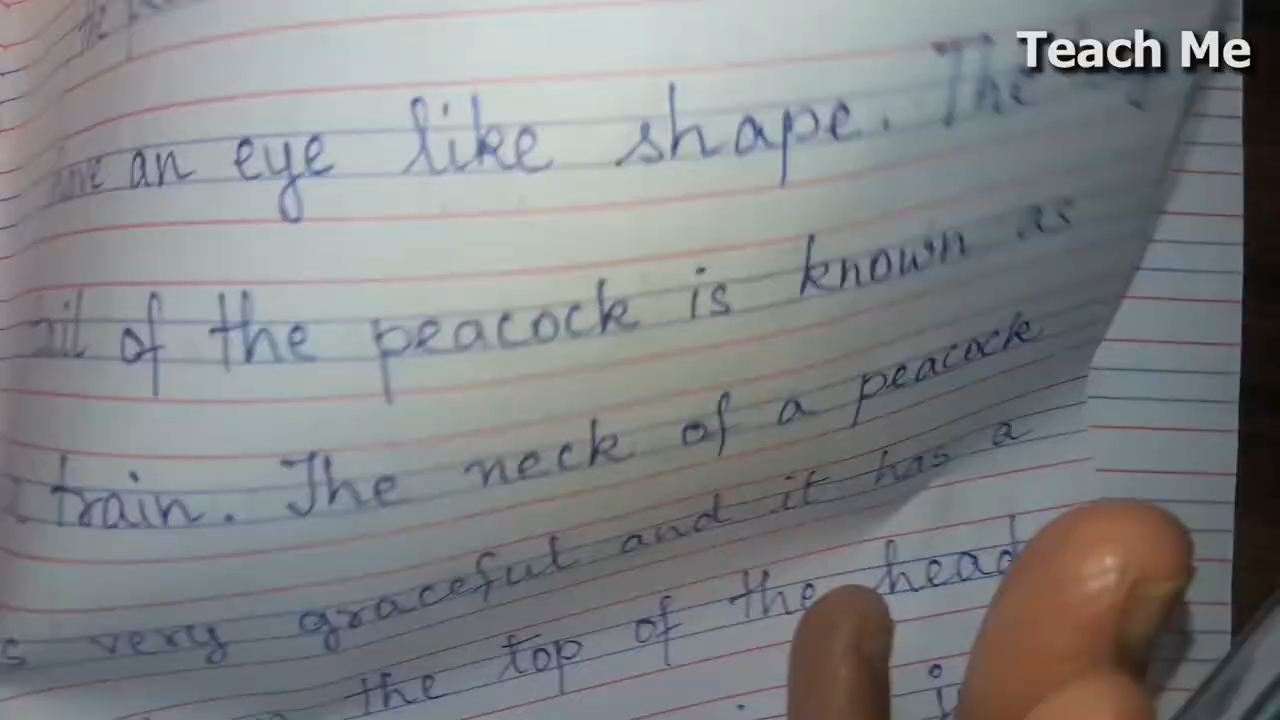 Teach Me
an eye like shape. The
of the peacock is known as
train. The neck of a peacock
very graceful and it has a
the top of the head